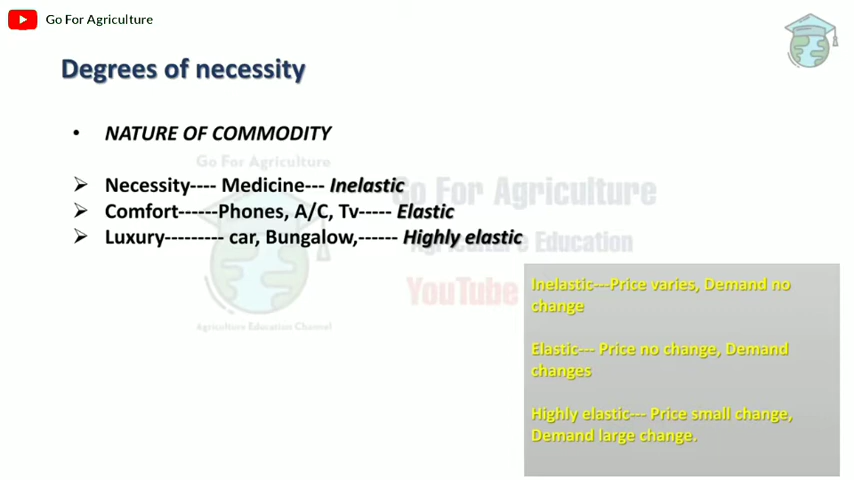 Go For Agriculture
Degrees of necessity
• NATURE OF COMMODITY
Go For Agriculture
➢ Necessity---- Medicine--- Inelastic
➢ Comfort------Phones, A/C, Tv----- Elastic
➢ Luxury--------- car, Bungalow,------ Highly elastic
Go For Agriculture
Agriculture Education
YouTube
Agriculture Education Channel
Inelastic---Price varies, Demand no
change
Elastic--- Price no change, Demand
changes
Highly elastic--- Price small change,
Demand large change.